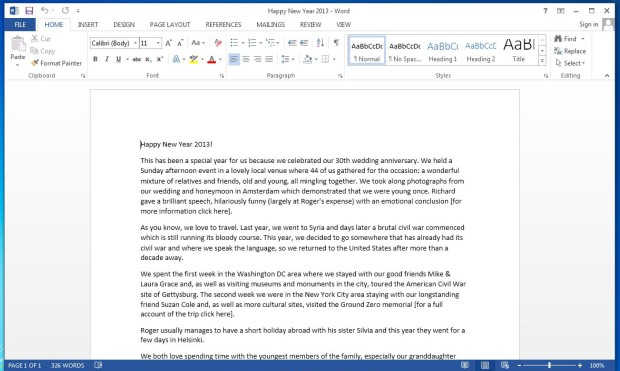 Happy New Year 2013 - Word
Sign in
FILE HOME INSERT DESIGN PAGE LAYOUT REFERENCES MAILINGS REVIEW VIEW
Paste
Cut
Copy
Format Painter
Clipboard
Calibri (Body) 11
Font
Paragraph
AaBbCcDc AaBbCcDc AaBbCc AaBbCcD AaBl
¶ Normal ¶ No Spac... Heading 1 Heading 2 Title
Styles
Find
Replace
Select
Editing
Happy New Year 2013!
This has been a special year for us because we celebrated our 30th wedding anniversary. We held a
Sunday afternoon event in a lovely local venue where 44 of us gathered for the occasion: a wonderful
mixture of relatives and friends, old and young, all mingling together. We took along photographs from
our wedding and honeymoon in Amsterdam which demonstrated that we were young once. Richard
gave a brilliant speech, hilariously funny (largely at Roger's expense) with an emotional conclusion [for
more information click here].
As you know, we love to travel. Last year, we went to Syria and days later a brutal civil war commenced
which is still running its bloody course. This year, we decided to go somewhere that has already had its
civil war and where we speak the language, so we returned to the United States after more than a
decade away.
We spent the first week in the Washington DC area where we stayed with our good friends Mike &
Laura Grace and, as well as visiting museums and monuments in the city, toured the American Civil War
site of Gettysburg. The second week we were in the New York City area staying with our longstanding
friend Suzan Cole and, as well as more cultural sites, visited the Ground Zero memorial [for a full
account of the trip click here].
Roger usually manages to have a short holiday abroad with his sister Silvia and this year they went for a
few days in Helsinki.
We both love spending time with the youngest members of the family, especially our granddaughter
PAGE 1 OF 1 326 WORDS
100%